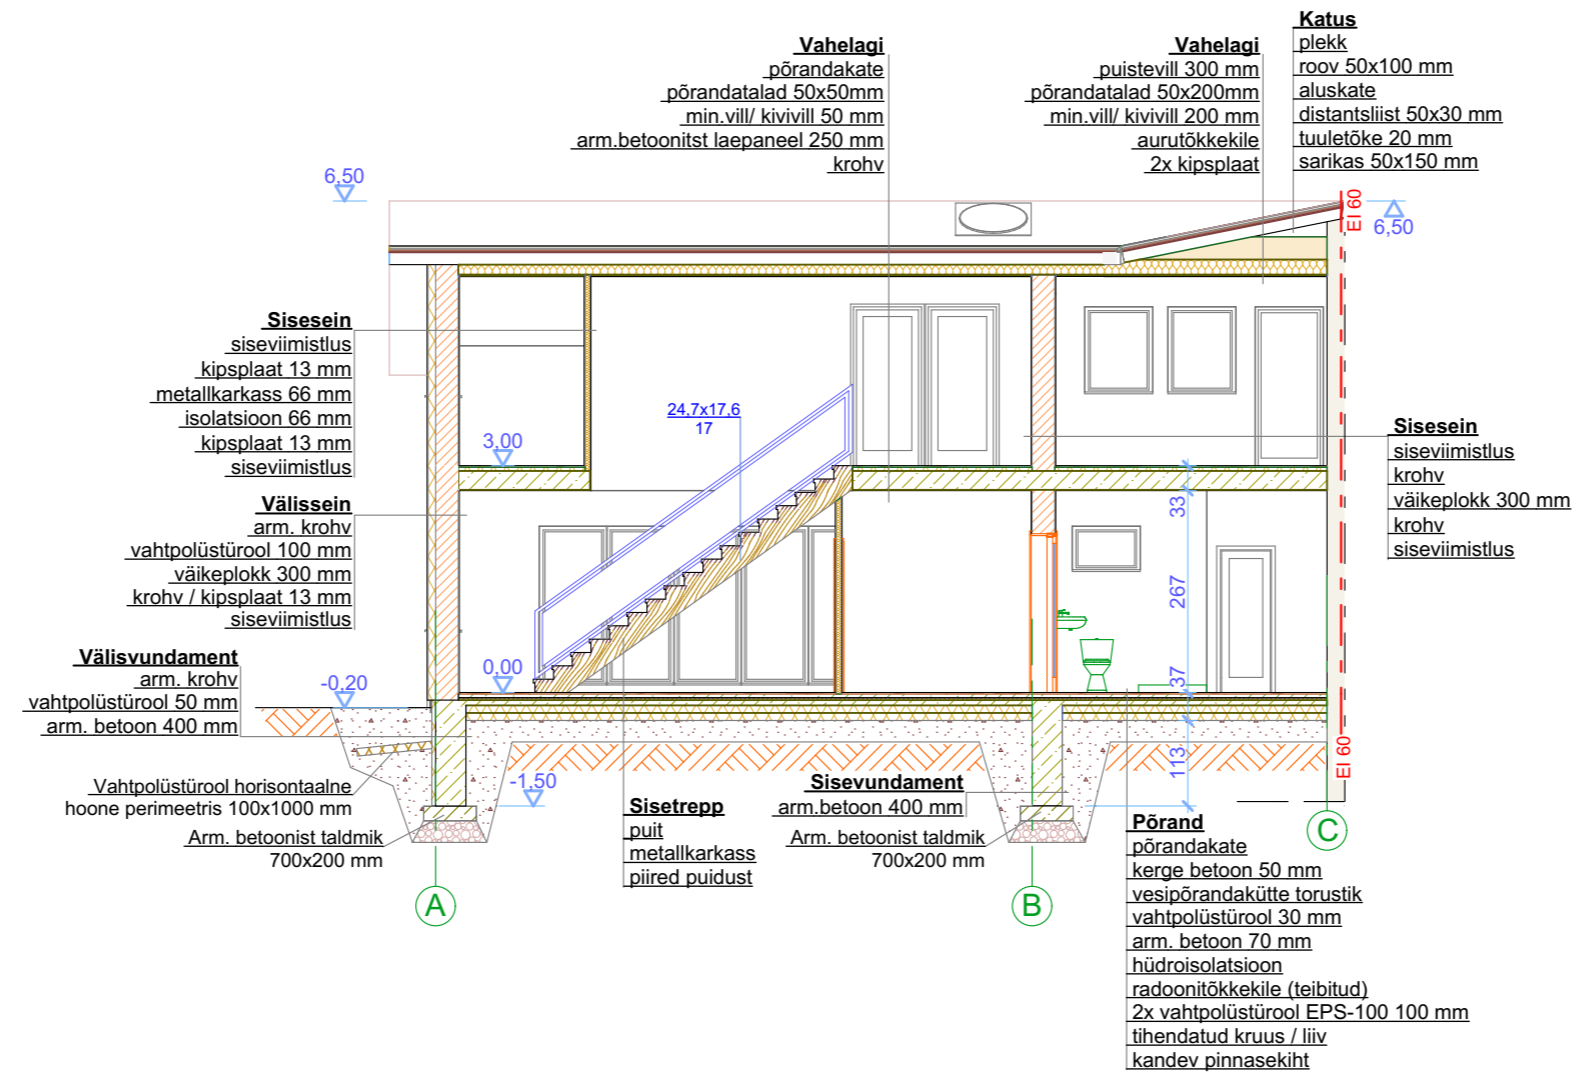 Katus
plekk
roov 50x100 mm
aluskate
distantsliist 50x30 mm
tuuletõke 20 mm
sarikas 50x150 mm
Vahelagi
põrandakate
põrandatalad 50x50mm
min.vill/ kivivill 50 mm
arm.betoonitst laepaneel 250 mm
krohv
Vahelagi
puistevill 300 mm
põrandatalad 50x200mm
min.vill/ kivivill 200 mm
aurutõkkekile
2x kipsplaat
6,50
EI 60
6,50
Sisesein
siseviimistlus
kipsplaat 13 mm
metallkarkass 66 mm
isolatsioon 66 mm
kipsplaat 13 mm
siseviimistlus
24,7x17,6
17
3,00
Sisesein
siseviimistlus
krohv
väikeplokk 300 mm
krohv
siseviimistlus
Välissein
arm. krohv
vahtpolüstürool 100 mm
väikeplokk 300 mm
krohv / kipsplaat 13 mm
siseviimistlus
33
267
37
113
Välisvundament
arm. krohv
vahtpolüstürool 50 mm
arm. betoon 400 mm
-0,20
0,00
EI 60
Vahtpolüstürool horisontaalne
hoone perimeetris 100x1000 mm
Arm. betoonist taldmik
700x200 mm
-1,50
Sisetrepp
puit
metallkarkass
piired puidust
Sisevundament
arm.betoon 400 mm
Arm. betoonist taldmik
700x200 mm
Põrand
põrandakate
kerge betoon 50 mm
vesipõrandakütte torustik
vahtpolüstürool 30 mm
arm. betoon 70 mm
hüdroisolatsioon
radoonitõkkekile (teibitud)
2x vahtpolüstürool EPS-100 100 mm
tihendatud kruus / liiv
kandev pinnasekiht
A
B
C